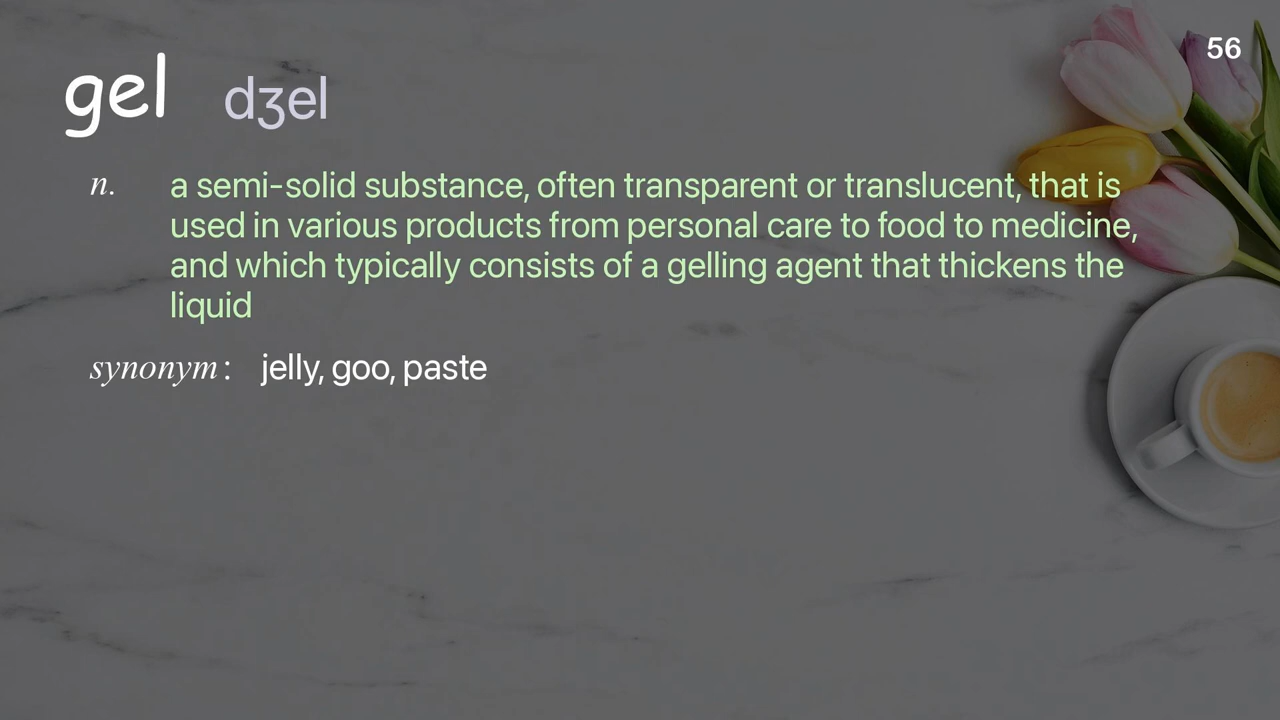 56
gel dʒel
n. a semi-solid substance, often transparent or translucent, that is
used in various products from personal care to food to medicine,
and which typically consists of a gelling agent that thickens the
liquid
synonym: jelly, goo, paste